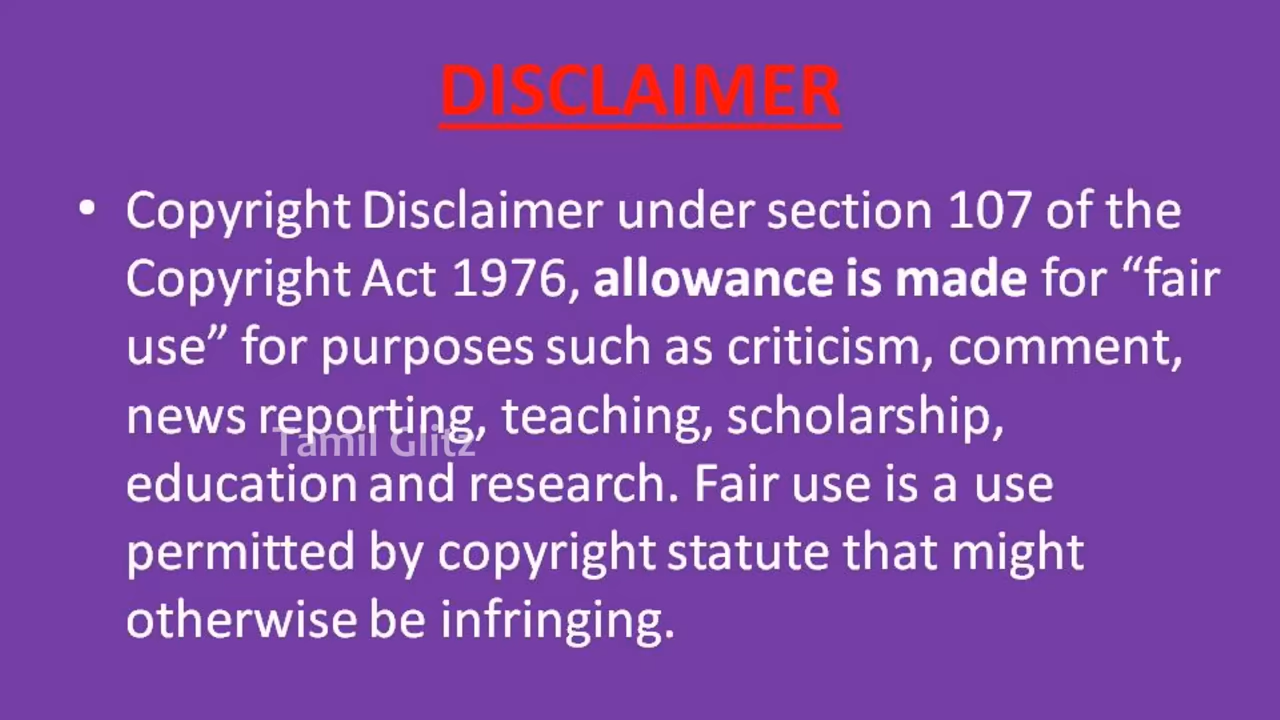 DISCLAIMER
• Copyright Disclaimer under section 107 of the
Copyright Act 1976, allowance is made for “fair
use” for purposes such as criticism, comment,
news reporting, teaching, scholarship,
Tamil Glitz
education and research. Fair use is a use
permitted by copyright statute that might
otherwise be infringing.